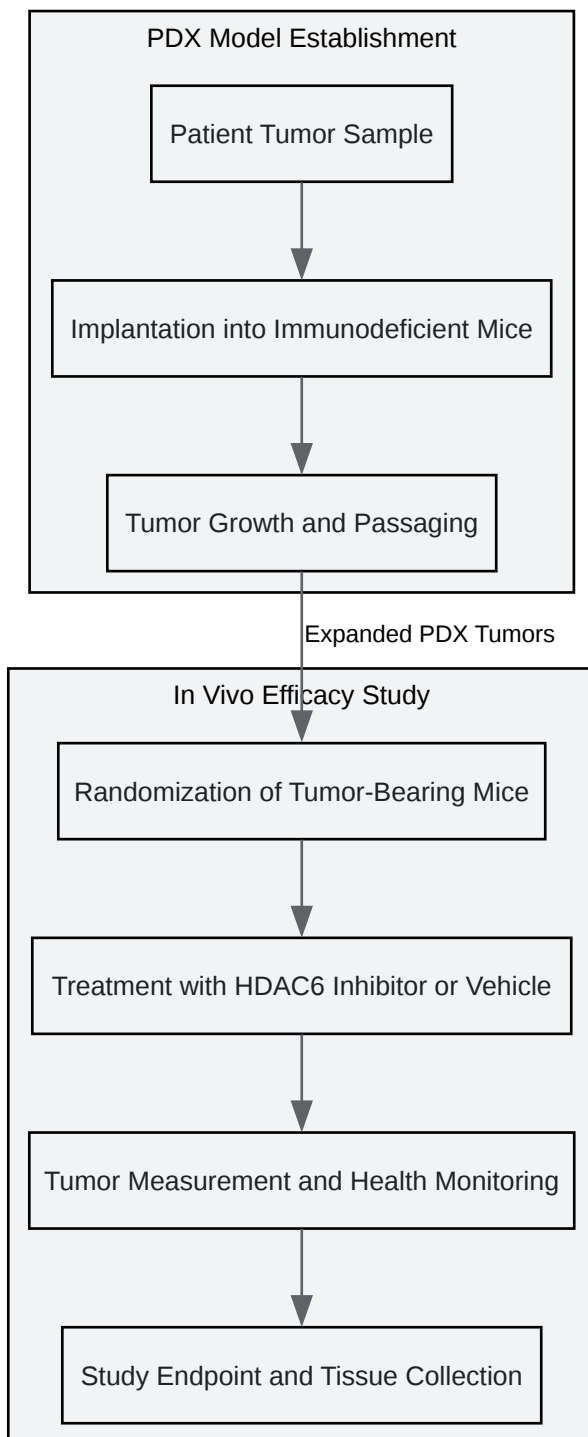 PDX Model Establishment
Patient Tumor Sample
Implantation into Immunodeficient Mice
Tumor Growth and Passaging
Expanded PDX Tumors
In Vivo Efficacy Study
Randomization of Tumor-Bearing Mice
Treatment with HDAC6 Inhibitor or Vehicle
Tumor Measurement and Health Monitoring
Study Endpoint and Tissue Collection